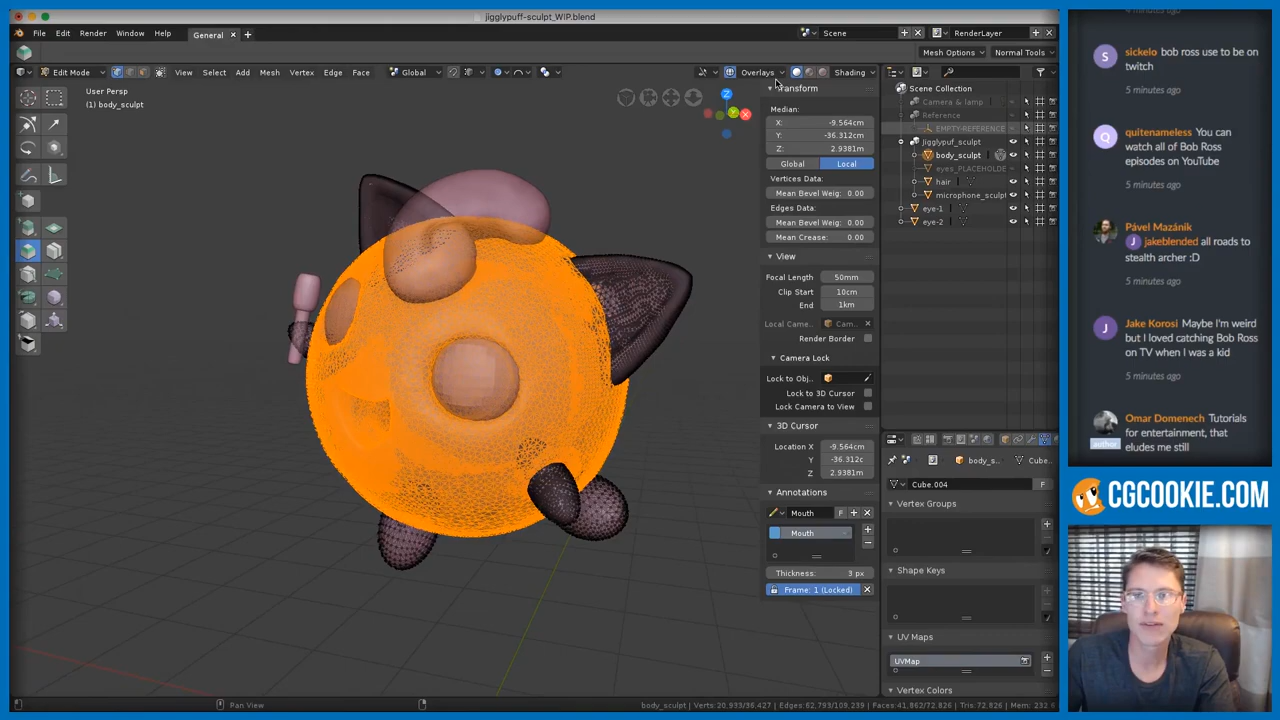 jigglypuff-sculpt_WIP.blend
File Edit Render Window Help General Scene RenderLayer
Mesh Options Normal Tools
Edit Mode View Select Add Mesh Vertex Edge Face Global Overlays Shading
User Persp
(1) body_sculpt
Z
Y
X
Transform
Median:
X: -9.564cm
Y: -36.312cm
Z: 2.9381m
Global Local
Vertices Data:
Mean Bevel Weig: 0.00
Edges Data:
Mean Bevel Weig: 0.00
Mean Crease: 0.00
View
Focal Length 50mm
Clip Start 10cm
End 1km
Local Came.. Cam...
Render Border
Camera Lock
Lock to Obj..
Lock to 3D Cursor
Lock Camera to View
3D Cursor
Location X -9.564cm
Y -36.312c
Z 2.9381m
Annotations
Mouth F
Mouth
Thickness: 3 px
Frame: 1 (Locked)
Scene Collection
Camera & lamp
Reference
EMPTY-REFERENCE
Jigglypuf_sculpt
body_sculpt
eyes_PLACEHOLDE
hair
microphone_sculpt
eye-1
eye-2
body_s... Cube...
Cube.004 F
Vertex Groups
Shape Keys
UV Maps
UVMap
Vertex Colors
Pan View
body_sculpt | Verts:20,933/36,427 | Edges:62,793/109,239 | Faces:41,862/72,826 | Tris:72,826 | Mem: 232.9
4 minutes ago
S
sickelo bob ross use to be on
twitch
5 minutes ago
Q
quitenameless You can
watch all of Bob Ross
episodes on YouTube
5 minutes ago
Pável Mazánik
J jakeblended all roads to
stealth archer :D
5 minutes ago
J
Jake Korosi Maybe I'm weird
but I loved catching Bob Ross
on TV when I was a kid
5 minutes ago
Omar Domenech Tutorials
author
for entertainment, that
eludes me still
CGCOOKIE.COM